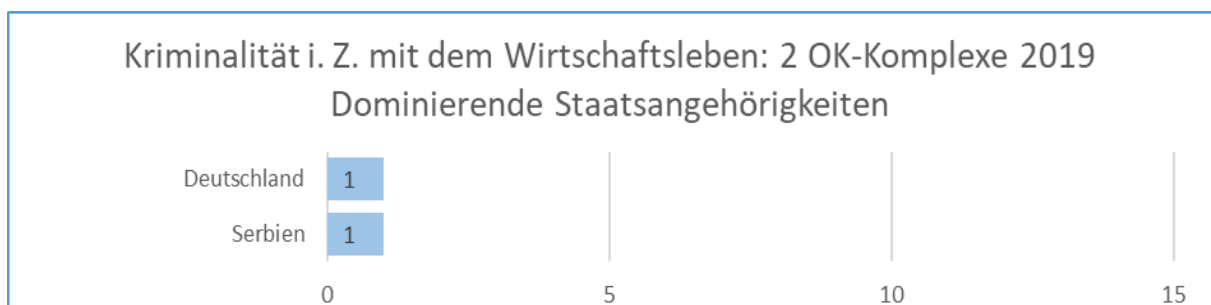 Kriminalität i. Z. mit dem Wirtschaftsleben: 2 OK-Komplexe 2019
Dominierende Staatsangehörigkeiten
Deutschland 1
Serbien 1
0 5 10 15